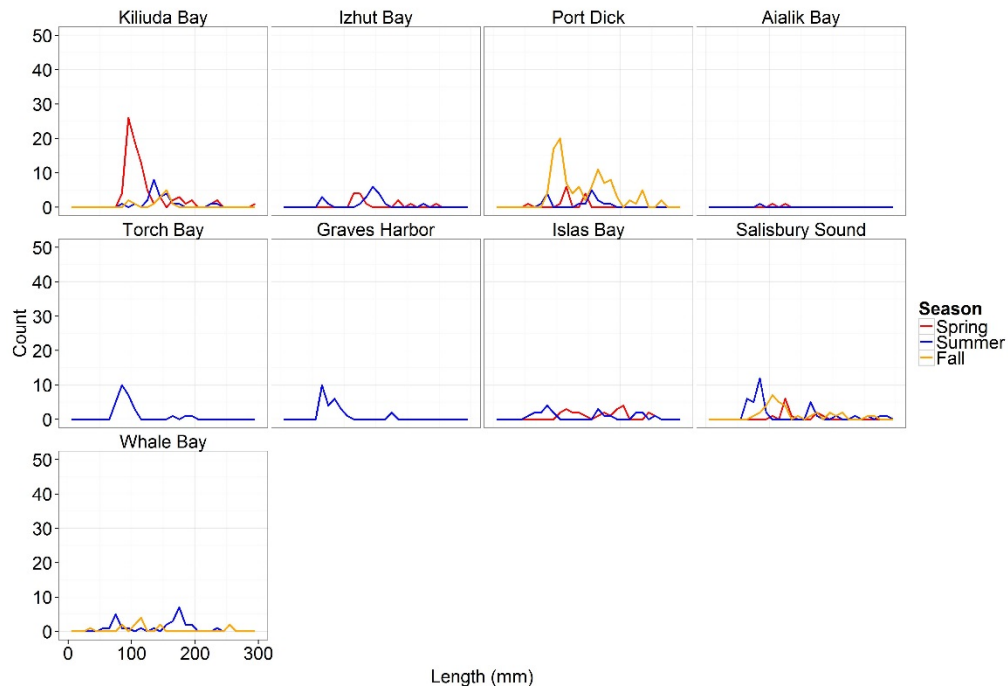 Kiliuda Bay Izhut Bay Port Dick Aialik Bay
50
40
30
20
10
0
Torch Bay Graves Harbor Islas Bay Salisbury Sound
50
40
30
20
10
0
Count
Season
Spring
Summer
Fall
Whale Bay
50
40
30
20
10
0
0 100 200 300
Length (mm)